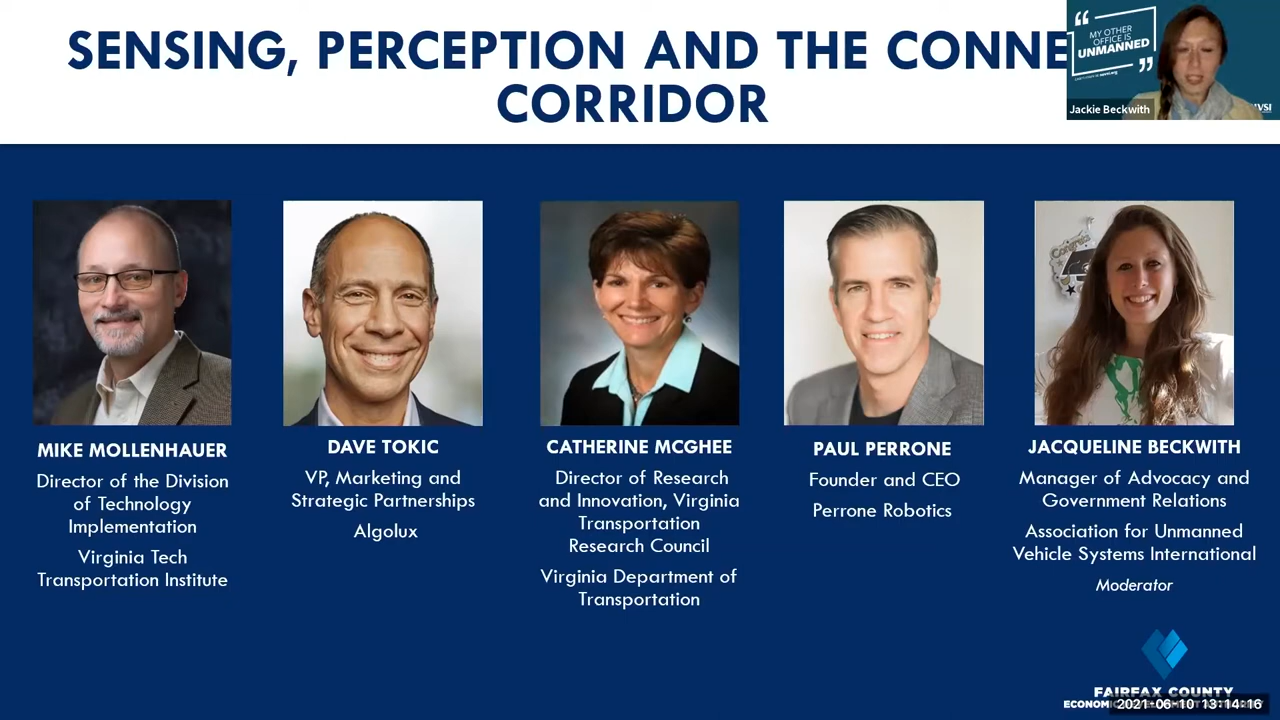 SENSING, PERCEPTION AND THE CONNE
CORRIDOR
“ MY OTHER
OFFICE IS
UNMANNED
”
Jackie Beckwith
MIKE MOLLENHAUER
Director of the Division
of Technology
Implementation
Virginia Tech
Transportation Institute
DAVE TOKIC
VP, Marketing and
Strategic Partnerships
Algolux
CATHERINE MCGHEE
Director of Research
and Innovation, Virginia
Transportation
Research Council
Virginia Department of
Transportation
PAUL PERRONE
Founder and CEO
Perrone Robotics
JACQUELINE BECKWITH
Manager of Advocacy and
Government Relations
Association for Unmanned
Vehicle Systems International
Moderator
FAIRFAX COUNTY
2021-06-10 13:14:16